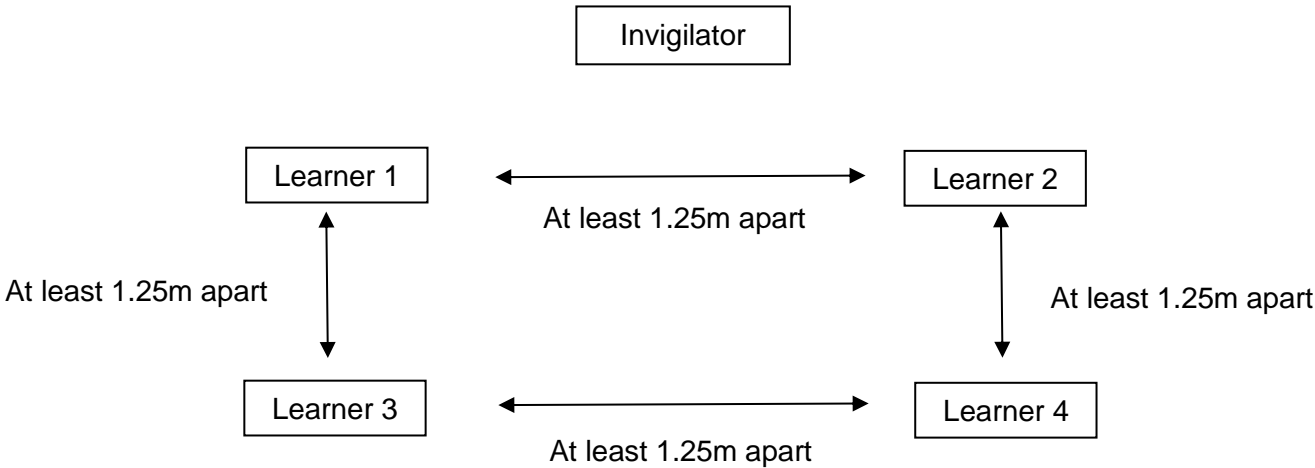 Invigilator
Learner 1
Learner 2
At least 1.25m apart
At least 1.25m apart
At least 1.25m apart
Learner 3
Learner 4
At least 1.25m apart